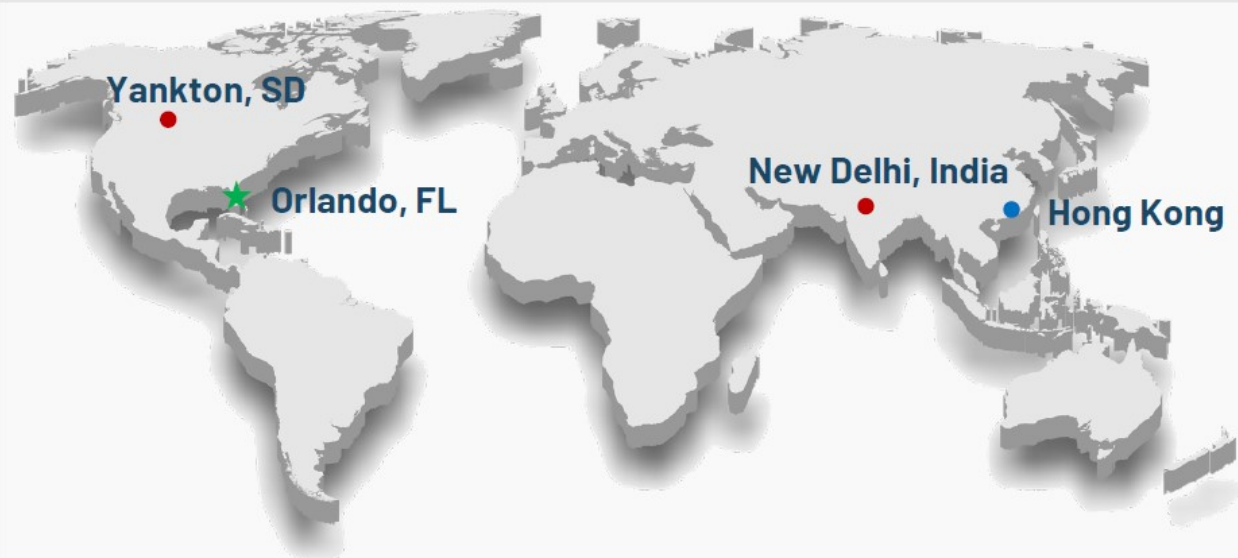 Yankton, SD
Orlando, FL
New Delhi, India
Hong Kong